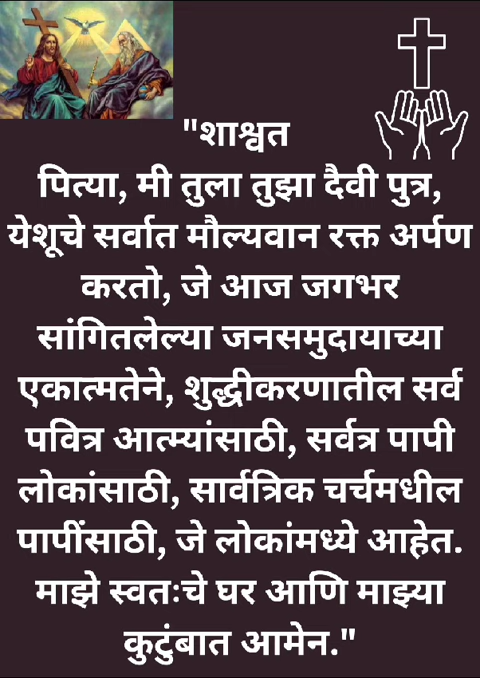 "शाश्वत
पित्या, मी तुला तुझा दैवी पुत्र,
येशूचे सर्वात मौल्यवान रक्त अर्पण
करतो, जे आज जगभर
सांगितलेल्या जनसमुदायाच्या
एकात्मतेने, शुद्धीकरणातील सर्व
पवित्र आत्म्यांसाठी, सर्वत्र पापी
लोकांसाठी, सार्वत्रिक चर्चमधील
पापींसाठी, जे लोकांमध्ये आहेत.
माझे स्वतःचे घर आणि माझ्या
कुटुंबात आमेन."